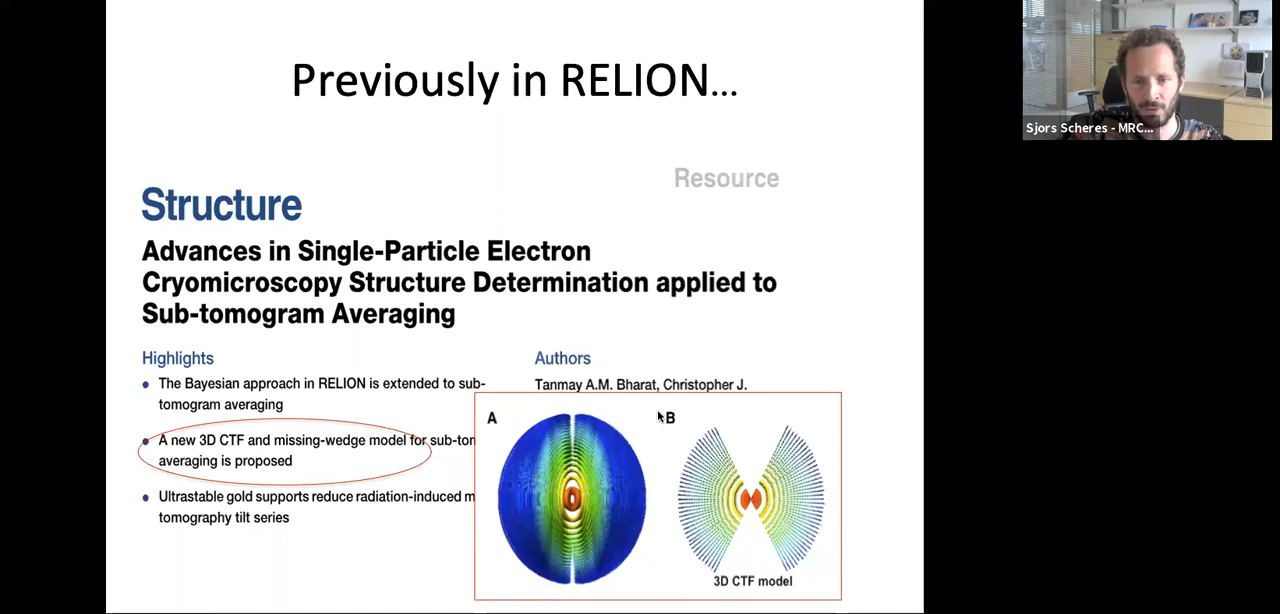 Previously in RELION...
Sjors Scheres - MRC...
Resource
Structure
Advances in Single-Particle Electron
Cryomicroscopy Structure Determination applied to
Sub-tomogram Averaging
Highlights
• The Bayesian approach in RELION is extended to sub-
tomogram averaging
• A new 3D CTF and missing-wedge model for sub-tom
averaging is proposed
• Ultrastable gold supports reduce radiation-induced m
tomography tilt series
Authors
Tanmay A.M. Bharat, Christopher J.
A
B
3D CTF model